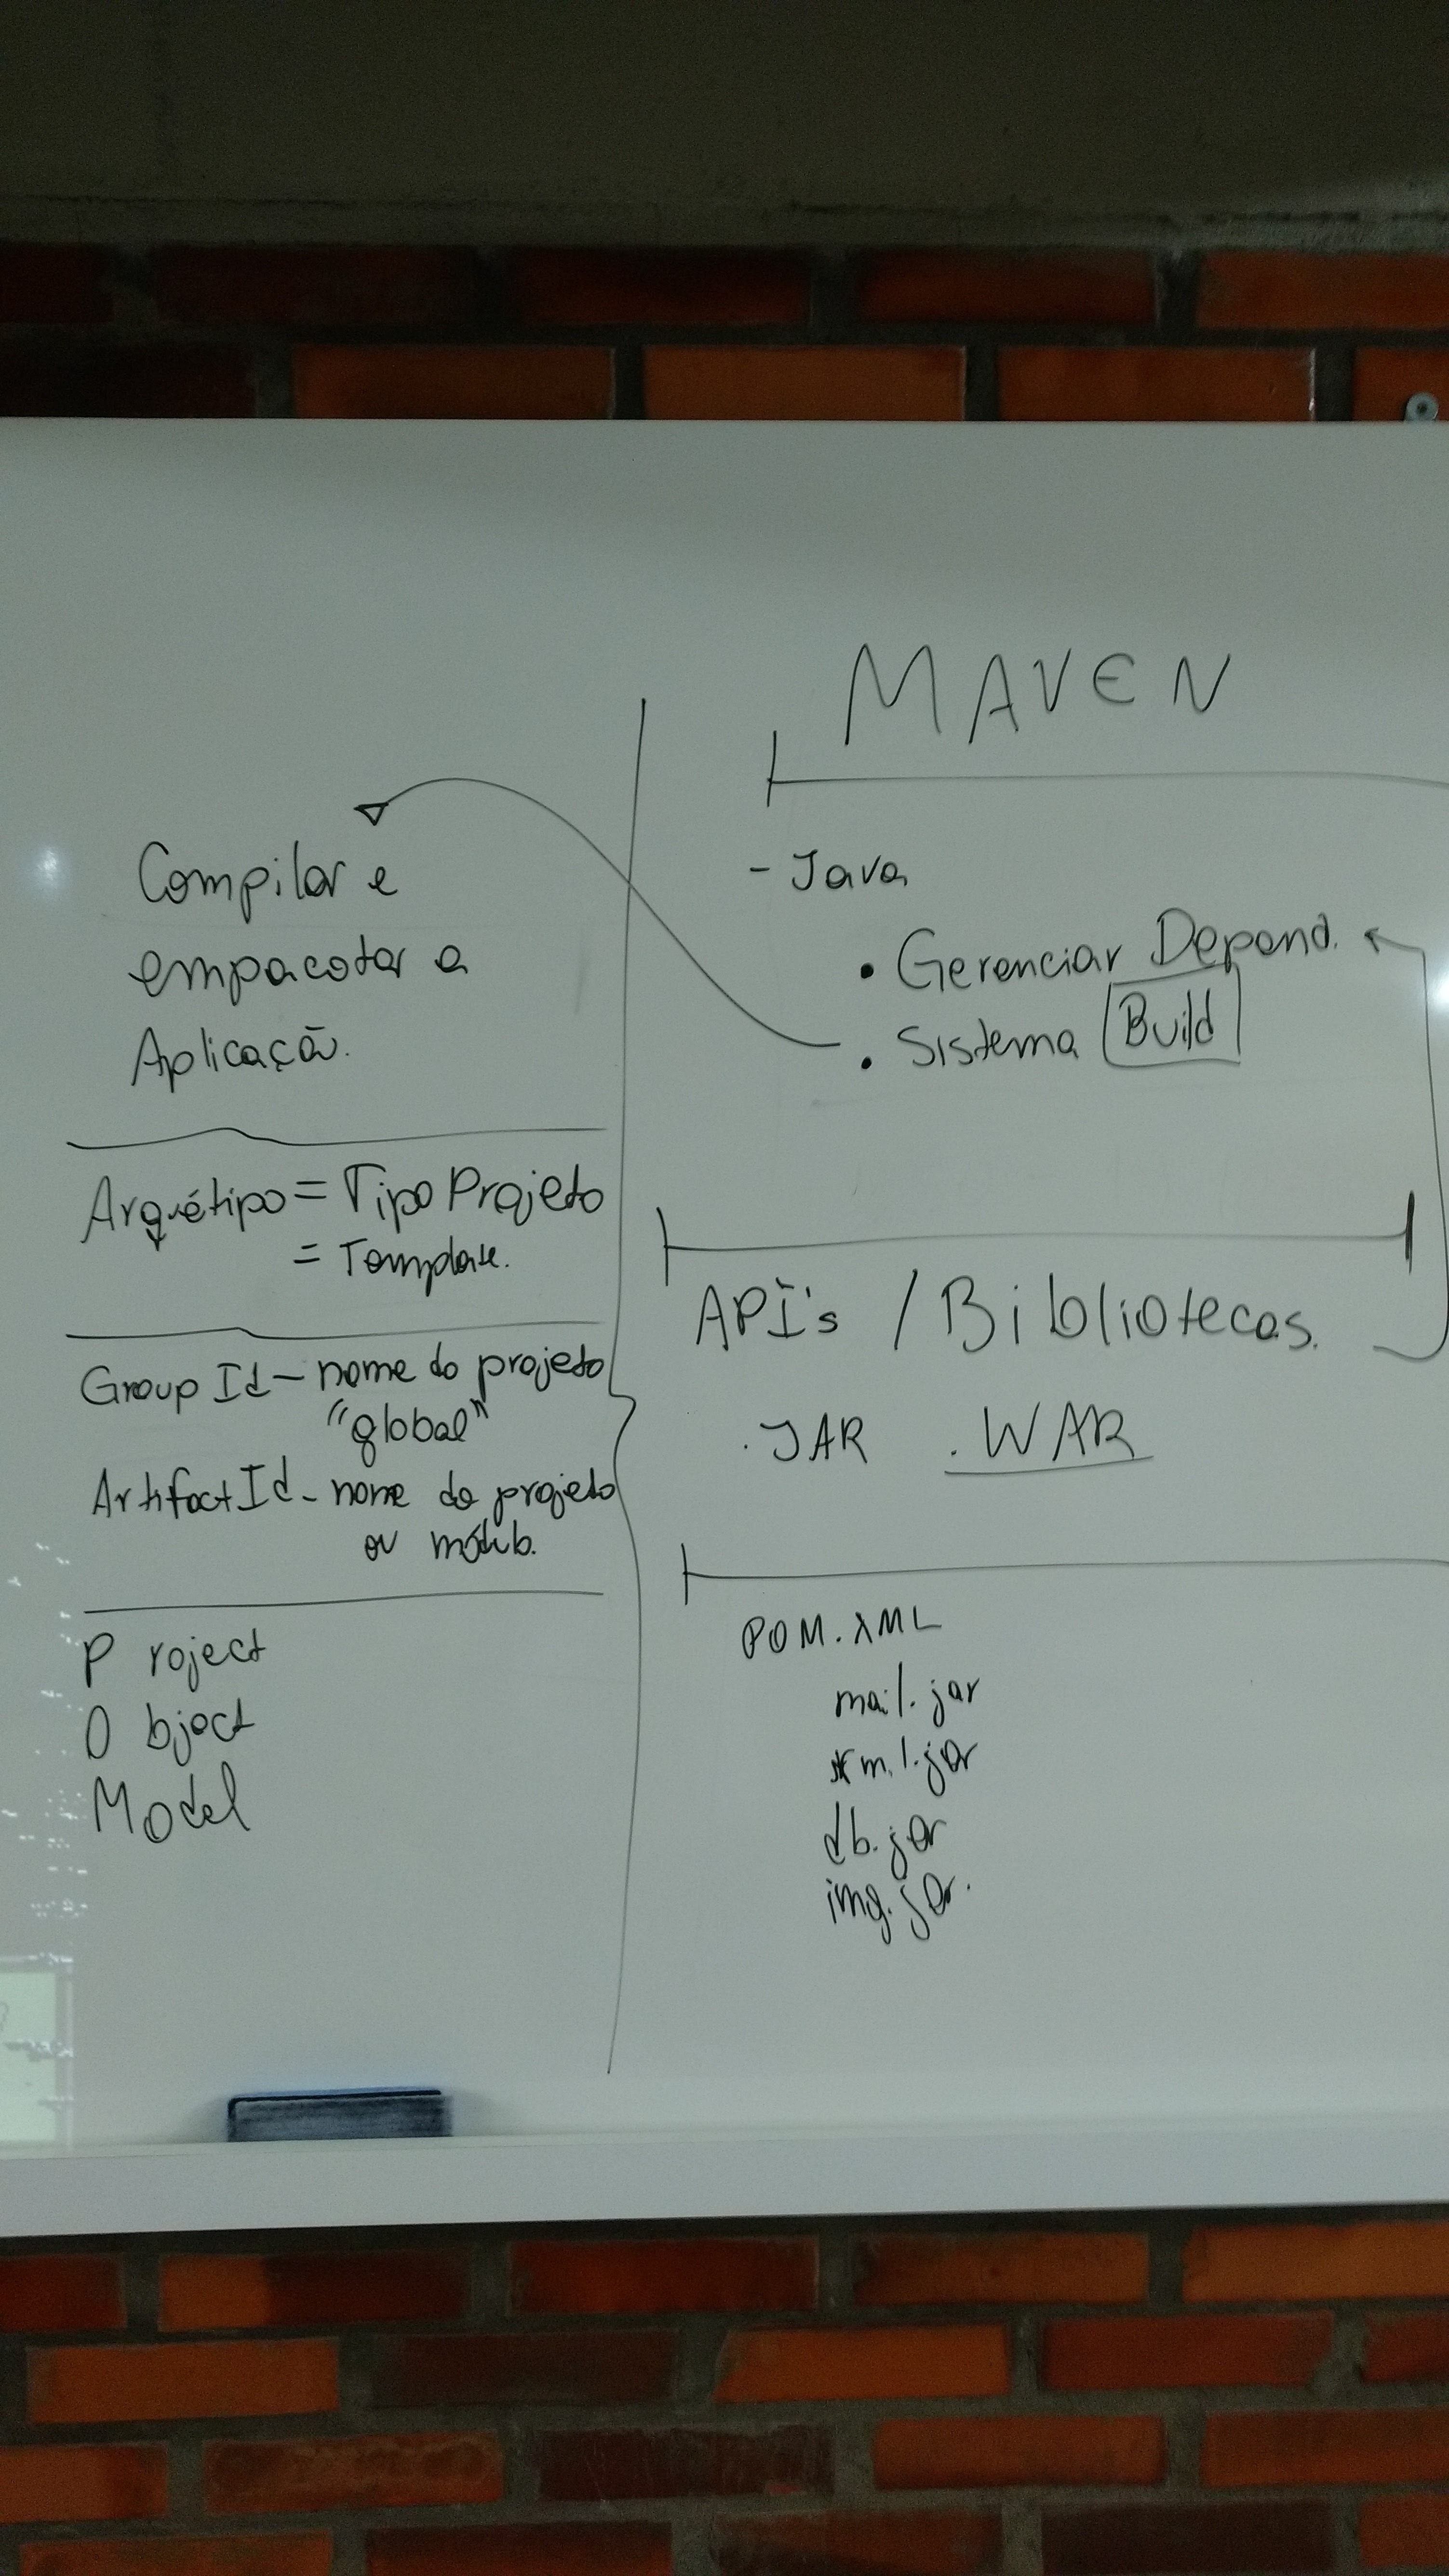 MAVEN
- Java
• Gerenciar Depend.
• Sistema Build
API's / Bibliotecas.
.JAR .WAR
POM.XML
mail.jar
xml.jar
db.jar
img.jar.
Compilar e
empacotar a
Aplicação.
Arquétipo = Tipo Projeto
= Template.
Group Id - nome do projeto
"global"
ArtifactId - nome do projeto
ou módulo.
P roject
O bject
Model